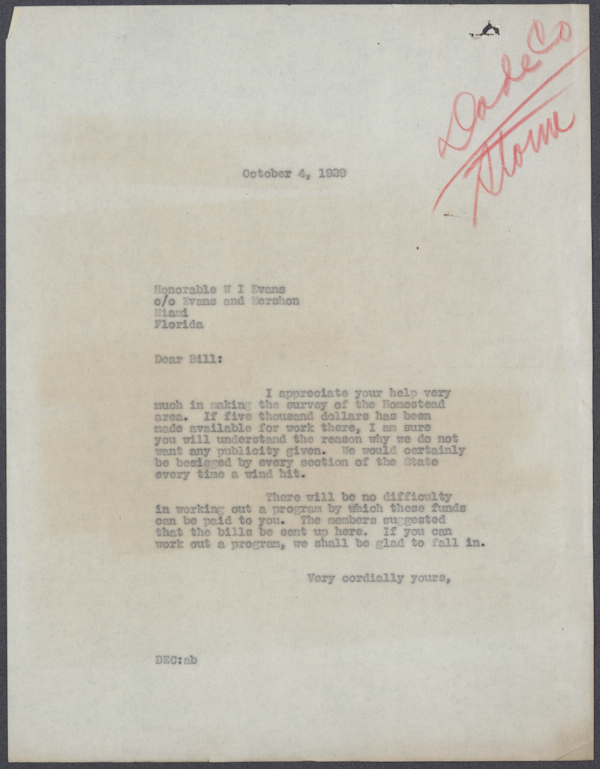 Dade Co
Storm
October 4, 1929
Honorable W I Evans
c/o Evans and Mershon
Miami
Florida
Dear Bill:
I appreciate your help very
much in making the survey of the Homestead
area. If five thousand dollars has been
made available for work there, I am sure
you will understand the reason why we do not
want any publicity given. We would certainly
be besieged by every section of the State
every time a wind hit.
There will be no difficulty
in working out a program by which these funds
can be paid to you. The members suggested
that the bills be sent up here. If you can
work out a program, we shall be glad to fall in.
Very cordially yours,
DEC:ab